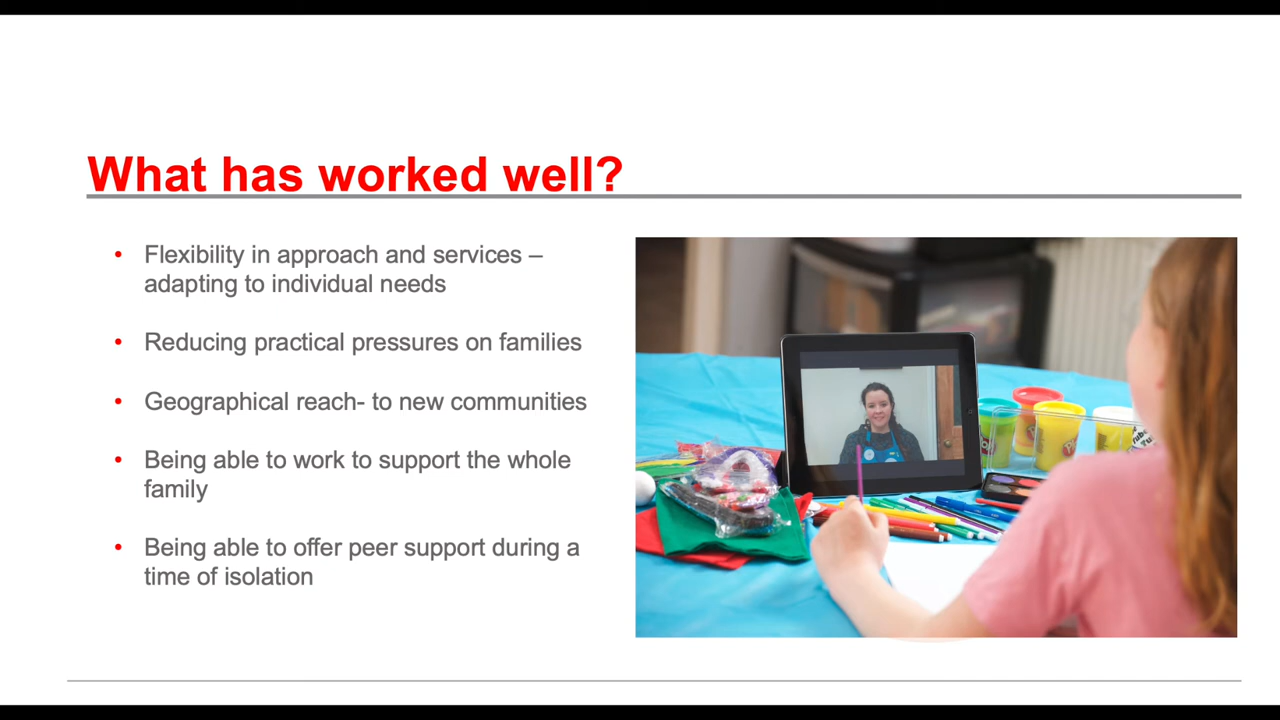 What has worked well?
• Flexibility in approach and services –
adapting to individual needs
• Reducing practical pressures on families
• Geographical reach- to new communities
• Being able to work to support the whole
family
• Being able to offer peer support during a
time of isolation